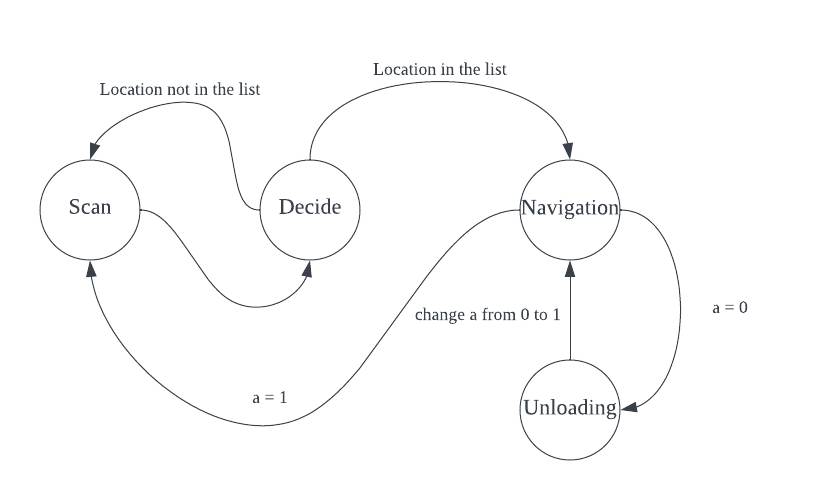 Location in the list
Location not in the list
Scan
Decide
Navigation
change a from 0 to 1
a = 0
a = 1
Unloading